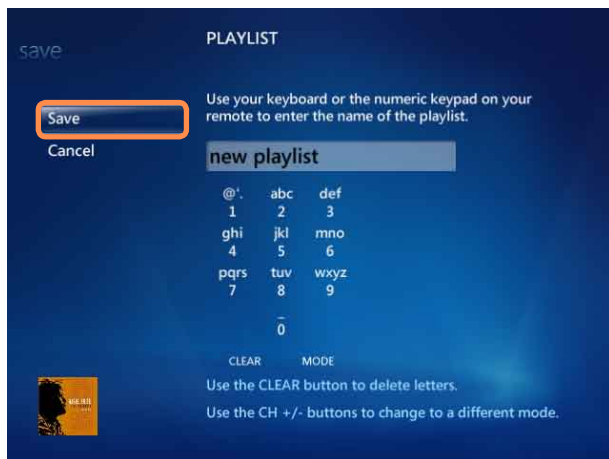 save
PLAYLIST
Use your keyboard or the numeric keypad on your
remote to enter the name of the playlist.
Save
Cancel
new playlist
@'. abc def
1 2 3
ghi jkl mno
4 5 6
pqrs tuv wxyz
7 8 9
_
0
CLEAR MODE
Use the CLEAR button to delete letters.
Use the CH +/- buttons to change to a different mode.